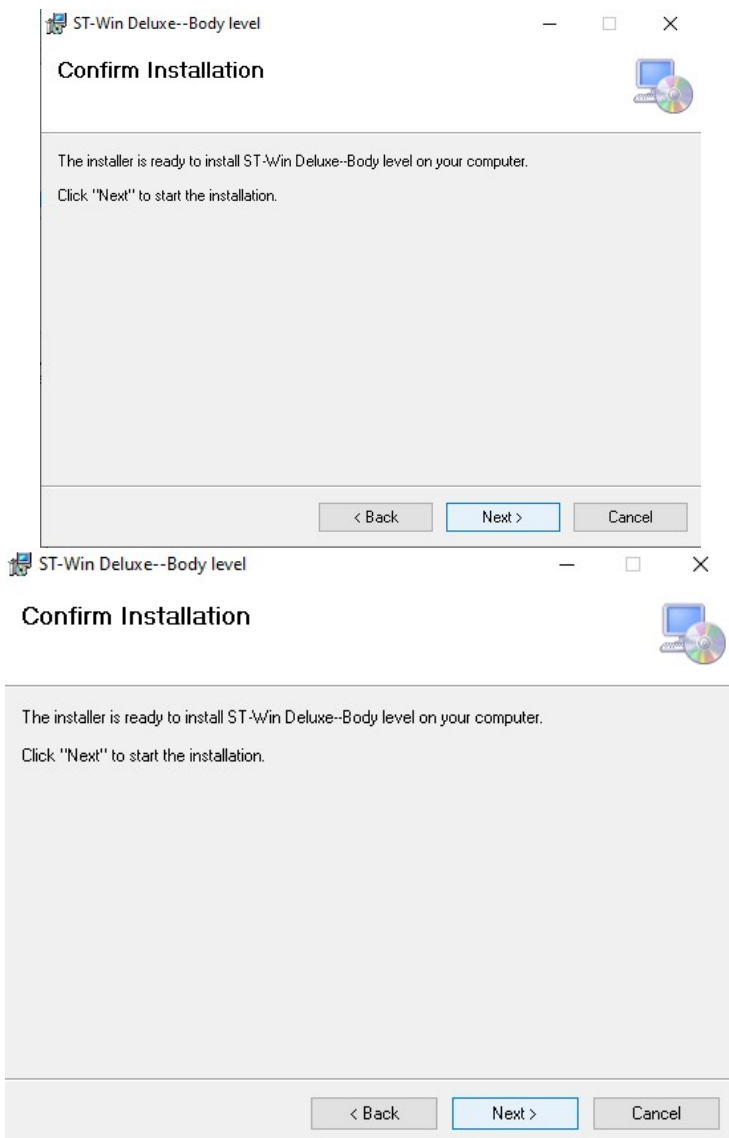 ST-Win Deluxe--Body level
Confirm Installation
The installer is ready to install ST-Win Deluxe--Body level on your computer.
Click "Next" to start the installation.
< Back
Next >
Cancel
ST-Win Deluxe--Body level
Confirm Installation
The installer is ready to install ST-Win Deluxe--Body level on your computer.
Click "Next" to start the installation.
< Back
Next >
Cancel